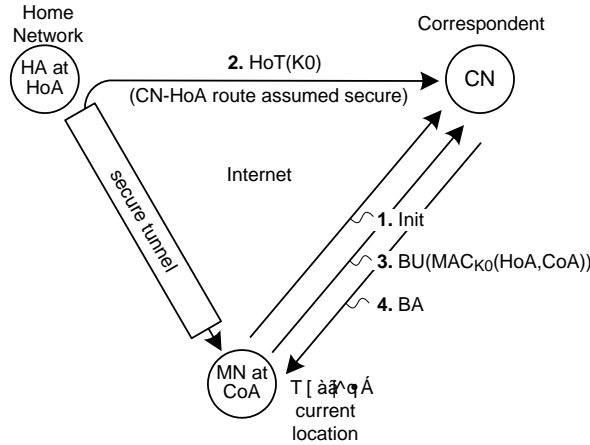 Home
Network
HA at
HoA
Correspondent
CN
2. HoT(K0)
(CN-HoA route assumed secure)
secure tunnel
Internet
1. Init
3. BU(MAC_K0(HoA,CoA))
4. BA
MN at
CoA
current
location